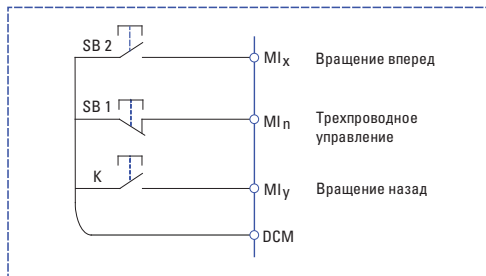 SB 2
MIx Вращение вперед
SB 1
MIn Трехпроводное
управление
K
MIy Вращение назад
DCM